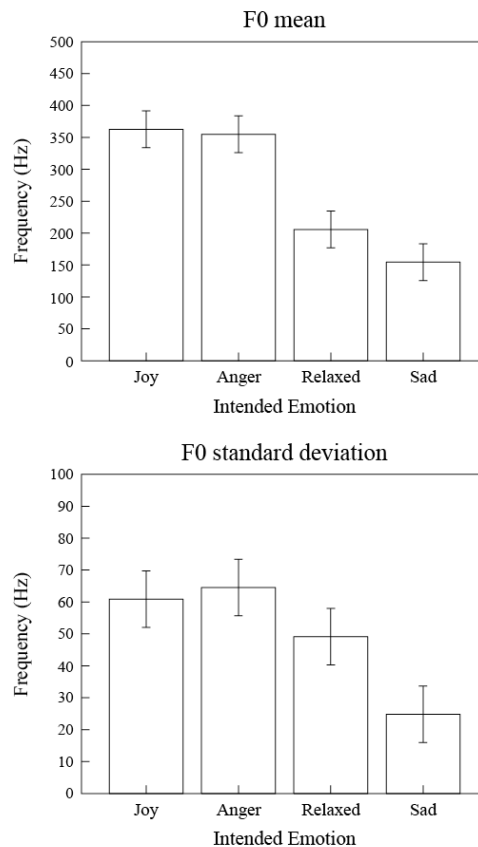 F0 mean
500
450
400
350
300
250
200
150
100
50
0
Frequency (Hz)
Joy Anger Relaxed Sad
Intended Emotion
F0 standard deviation
100
90
80
70
60
50
40
30
20
10
0
Frequency (Hz)
Joy Anger Relaxed Sad
Intended Emotion